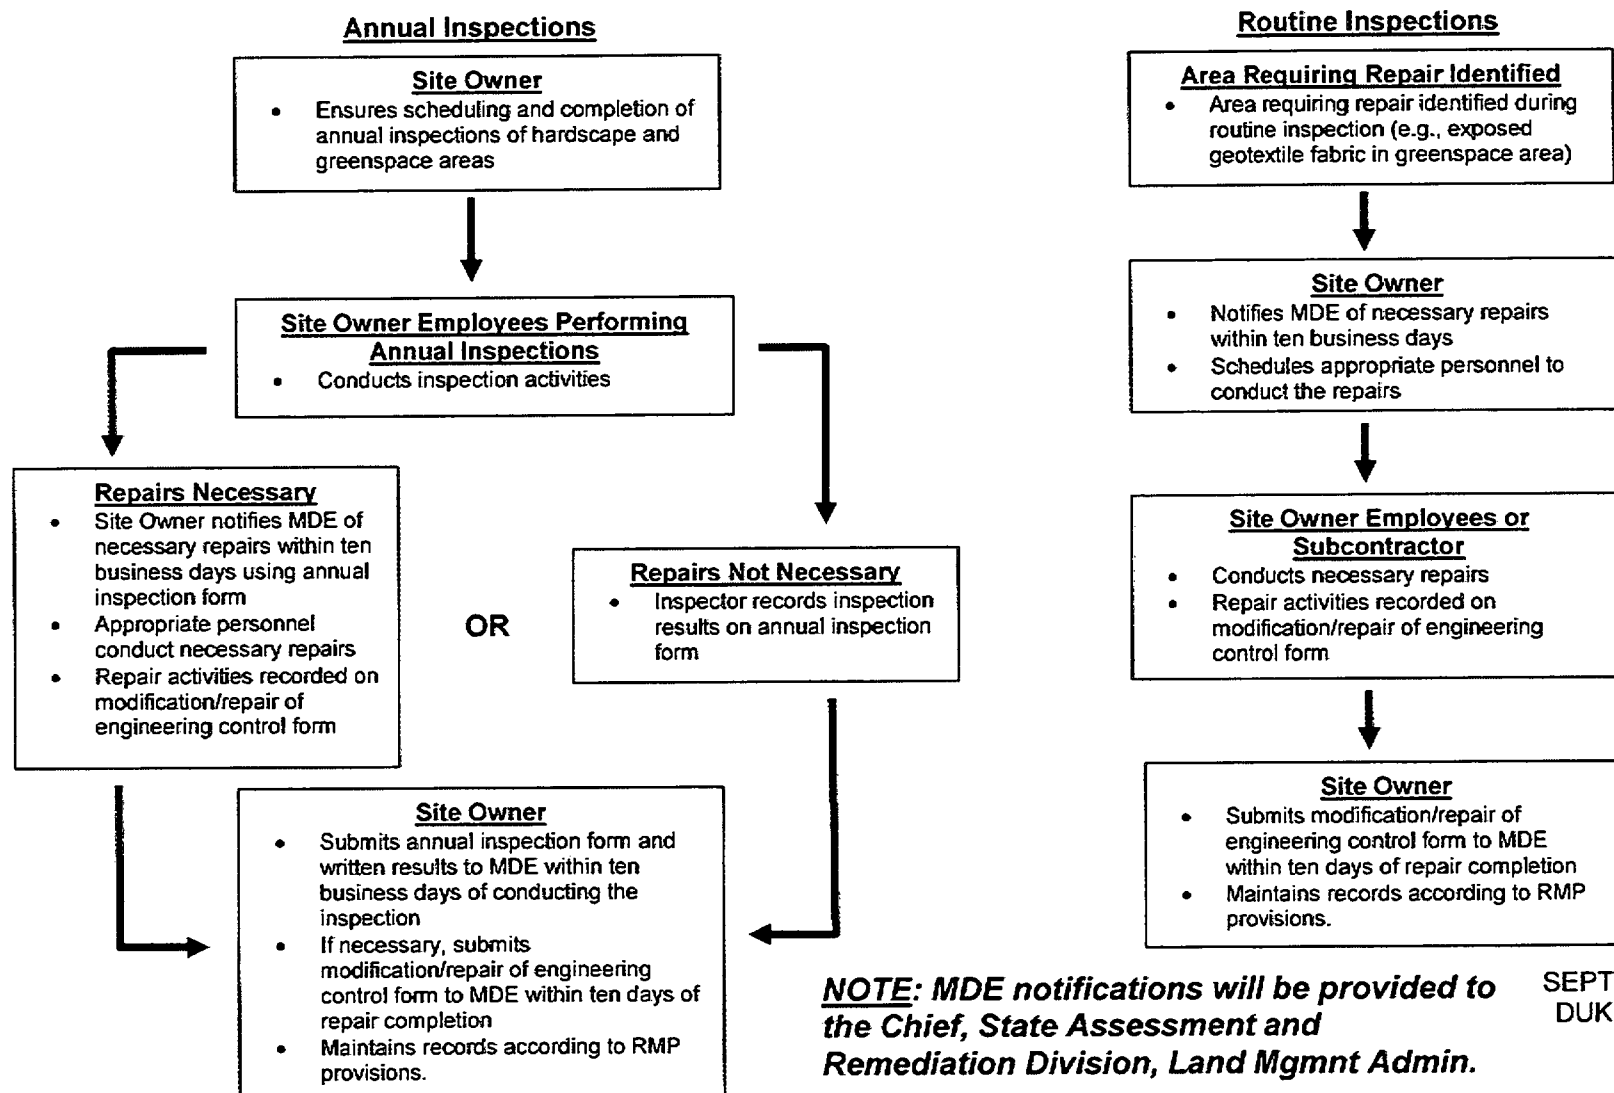 Annual Inspections
Site Owner
• Ensures scheduling and completion of
annual inspections of hardscape and
greenspace areas
Site Owner Employees Performing
Annual Inspections
• Conducts inspection activities
Repairs Necessary
• Site Owner notifies MDE of
necessary repairs within ten
business days using annual
inspection form
• Appropriate personnel
conduct necessary repairs
• Repair activities recorded on
modification/repair of
engineering control form
OR
Repairs Not Necessary
• Inspector records inspection
results on annual inspection
form
Site Owner
• Submits annual inspection form and
written results to MDE within ten
business days of conducting the
inspection
• If necessary, submits
modification/repair of engineering
control form to MDE within ten days of
repair completion
• Maintains records according to RMP
provisions.
Routine Inspections
Area Requiring Repair Identified
• Area requiring repair identified during
routine inspection (e.g., exposed
geotextile fabric in greenspace area)
Site Owner
• Notifies MDE of necessary repairs
within ten business days
• Schedules appropriate personnel to
conduct the repairs
Site Owner Employees or
Subcontractor
• Conducts necessary repairs
• Repair activities recorded on
modification/repair of engineering
control form
Site Owner
• Submits modification/repair of
engineering control form to MDE
within ten days of repair completion
• Maintains records according to RMP
provisions.
NOTE: MDE notifications will be provided to
the Chief, State Assessment and
Remediation Division, Land Mgmnt Admin.
SEPT
DUK